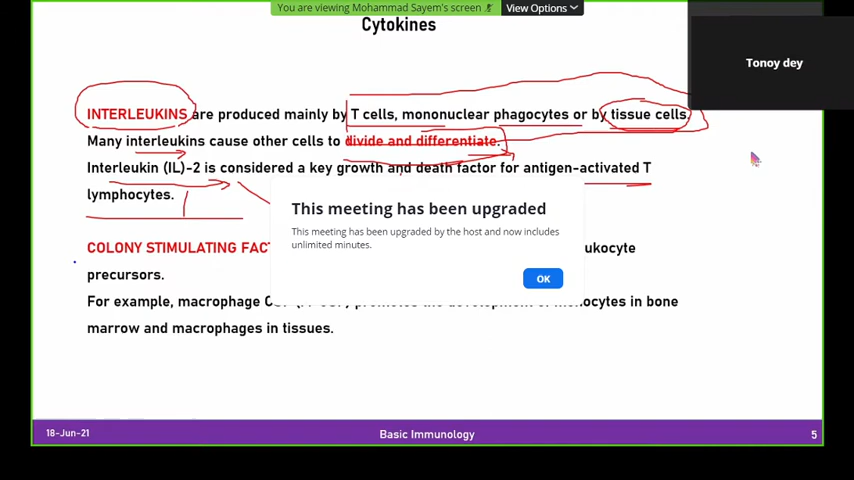 You are viewing Mohammad Sayem's screen
View Options
Cytokines
Tonoy dey
INTERLEUKINS are produced mainly by T cells, mononuclear phagocytes or by tissue cells.
Many interleukins cause other cells to divide and differentiate.
Interleukin (IL)-2 is considered a key growth and death factor for antigen-activated T
lymphocytes.
This meeting has been upgraded
This meeting has been upgraded by the host and now includes
unlimited minutes.
OK
COLONY STIMULATING FACT
precursors.
For example, macrophage promotes the development of monocytes in bone
marrow and macrophages in tissues.
18-Jun-21
Basic Immunology
5